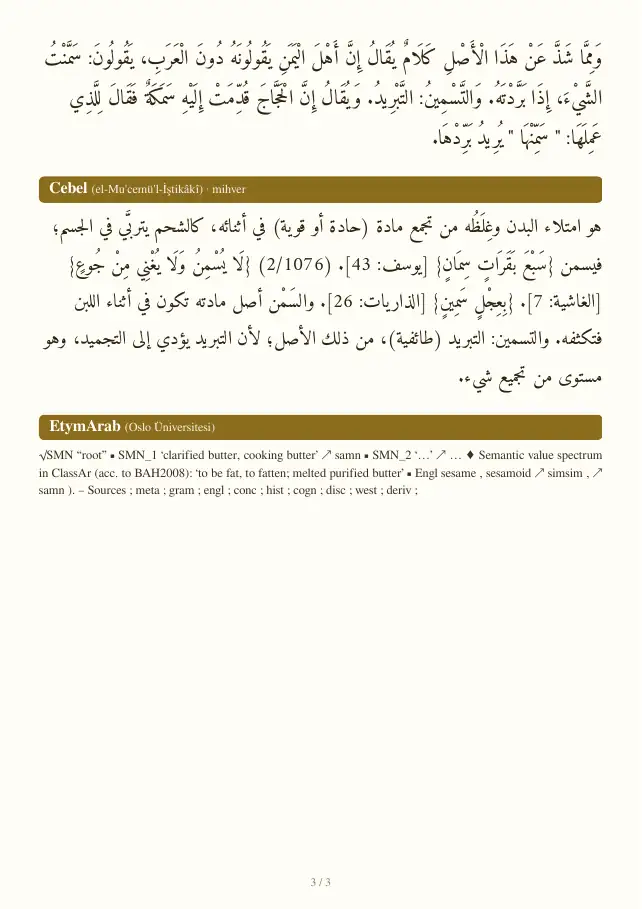 وَمِمَّا شَذَّ عَنْ هَذَا الْأَصْلِ كَلَامٌ يُقَالُ إِنَّ أَهْلَ الْيَمَنِ يَقُولُونَهُ دُونَ الْعَرَبِ، يَقُولُونَ: سَمَّنْتُ
الشَّيْءَ، إِذَا بَرَّدْتَهُ. وَالتَّسْمِينُ: التَّبْرِيدُ. وَيُقَالُ إِنَّ الْحَجَّاجَ قُدِّمَتْ إِلَيْهِ سَمَكَةٌ فَقَالَ لِلَّذِي
عَمِلَهَا: " سَمِّنْهَا " يُرِيدُ بَرِّدْهَا.
Cebel (el-Mu'cemü'l-İştikâkî) · mihver
هو امتلاء البدن وغِلَظُه من تجمع مادة (حادة أو قوية) في أثنائه، كالشحم يتربَّى في الجسم؛
فيسمن {سَبْعَ بَقَرَاتٍ سِمَانٍ} [يوسف: 43]. (2/1076) {لَا يُسْمِنُ وَلَا يُغْنِي مِنْ جُوعٍ}
[الغاشية: 7]. {بِعِجْلٍ سَمِينٍ} [الذاريات: 26]. والسَمْن أصل مادته تكون في أثناء اللبن
فتكثفه. والتسمين: التبريد (طائفية)، من ذلك الأصل؛ لأن التبريد يؤدي إلى التجميد، وهو
مستوى من تجميع شيء.
EtymArab (Oslo Üniversitesi)
√SMN “root” ▪ SMN_1 ‘clarified butter, cooking butter’ ↗ samn ▪ SMN_2 ‘…’ ↗ … ♦ Semantic value spectrum
in ClassAr (acc. to BAH2008): ‘to be fat, to fatten; melted purified butter’ ▪ Engl sesame , sesamoid ↗ simsim , ↗
samn ). – Sources ; meta ; gram ; engl ; conc ; hist ; cogn ; disc ; west ; deriv ;
3 / 3